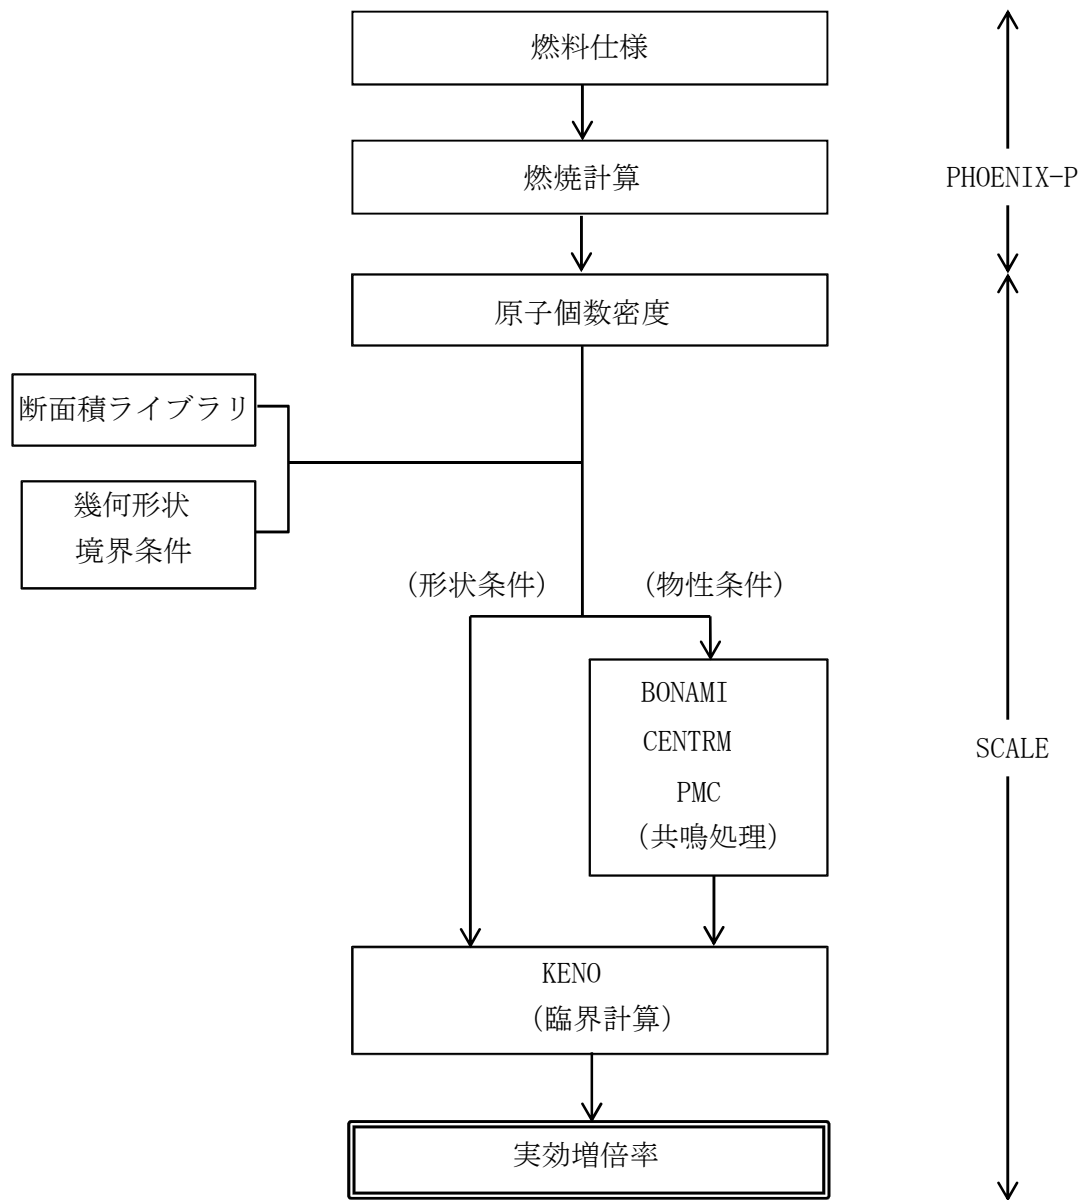 燃料仕様
燃焼計算
PHOENIX-P
原子個数密度
断面積ライブラリ
幾何形状
境界条件
(形状条件)
(物性条件)
BONAMI
CENTRM
PMC
(共鳴処理)
SCALE
KENO
(臨界計算)
実効増倍率